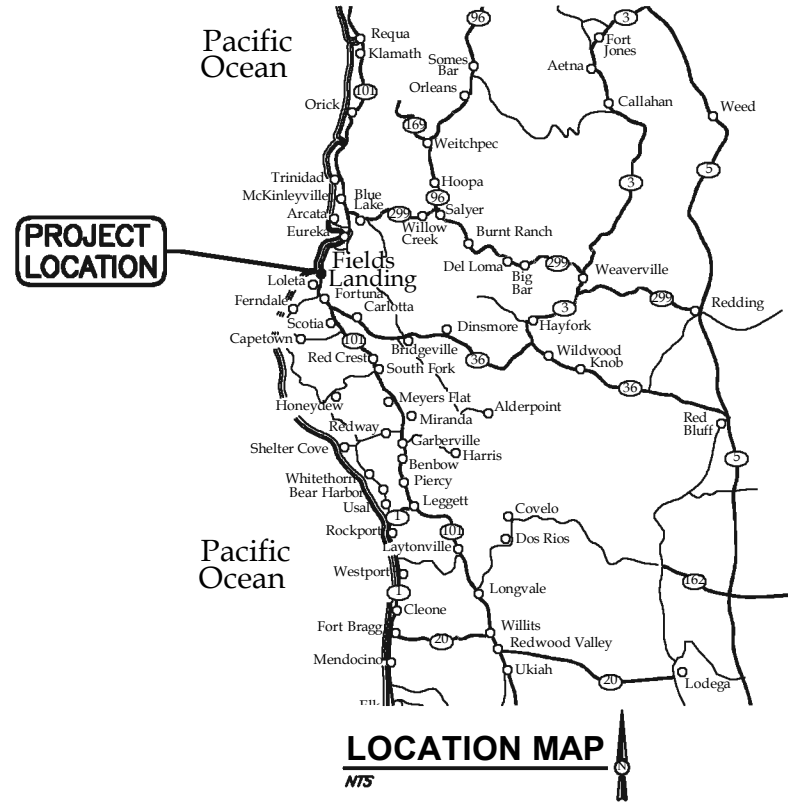 96
3
Pacific
Ocean
Requa
Klamath
Fort
Jones
Somes
Bar
Aetna
Orleans
101
Callahan
Orick
Weed
169
Weitchpec
5
Trinidad
Hoopa
3
McKinleyville
Blue
Lake
96
Arcata
299
Salyer
Willow
Creek
Eureka
Burnt Ranch
PROJECT
LOCATION
Fields
Landing
Del Loma
Big
Bar
299
Weaverville
Loleta
Fortuna
299
Redding
Ferndale
Carlotta
3
Scotia
Dinsmore
Hayfork
Capetown
101
Bridgeville
Red Crest
36
Wildwood
South Fork
Knob
36
Honeydew
Meyers Flat
Alderpoint
Miranda
Red
Bluff
Redway
Garberville
Shelter Cove
Harris
5
Benbow
Whitethorn
Piercy
Bear Harbor
Usal
Leggett
Covelo
1
Rockport
101
Dos Rios
Pacific
Ocean
Laytonville
Westport
162
1
Longvale
Cleone
Fort Bragg
20
Willits
Redwood Valley
Mendocino
Ukiah
20
Lodega
Elk
LOCATION MAP
N
NTS